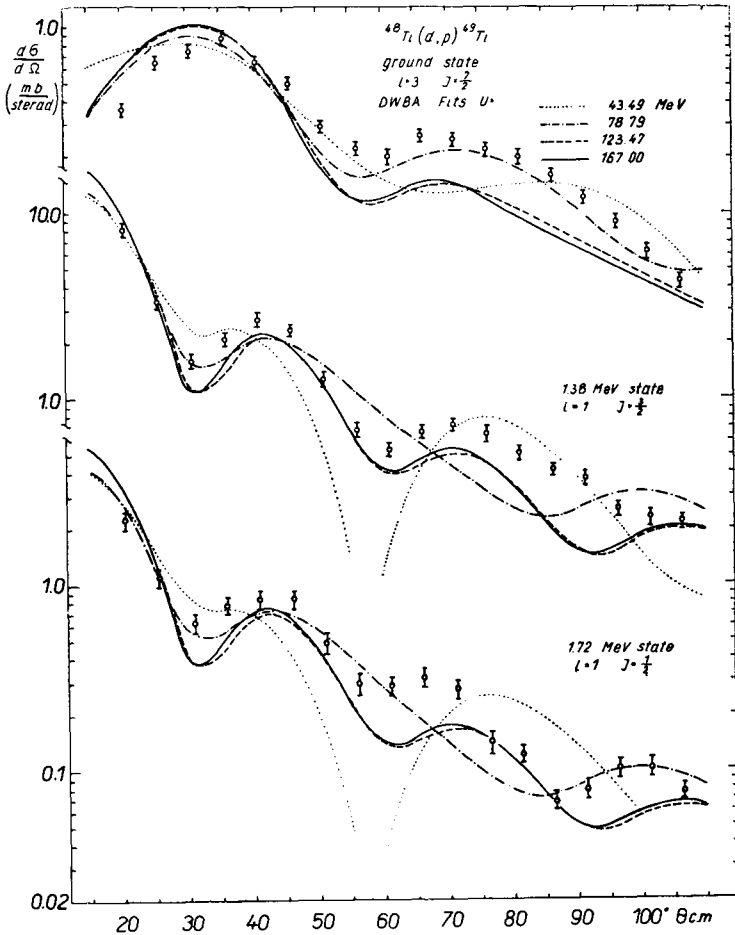 1.0
dσ
dΩ
(mb
sterad)
⁴⁸Ti(d,p)⁴⁹Ti
ground state
l=3 J=7/2
DWBA Fits U=
43.49 MeV
78.79
123.47
167.00
10.0
1.0
1.38 MeV state
l=1 J=3/2
1.0
1.72 MeV state
l=1 J=1/2
0.1
0.02
20 30 40 50 60 70 80 90 100° θc.m